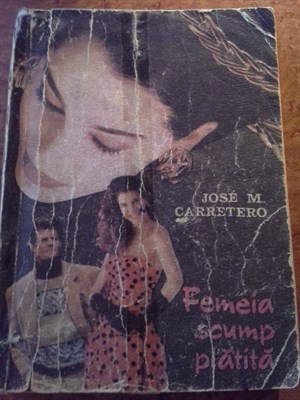 JOSÉ M.
CARRETERO
Femeia
scump
plătită